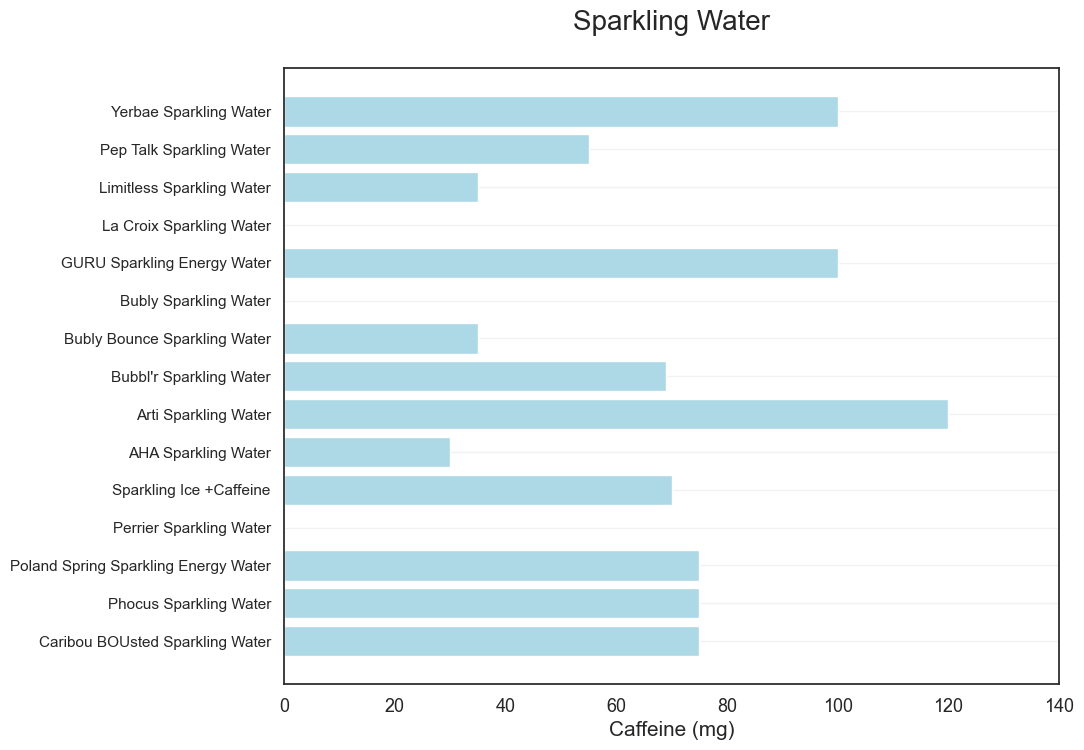 Sparkling Water
Yerbae Sparkling Water
Pep Talk Sparkling Water
Limitless Sparkling Water
La Croix Sparkling Water
GURU Sparkling Energy Water
Bubly Sparkling Water
Bubly Bounce Sparkling Water
Bubbl'r Sparkling Water
Arti Sparkling Water
AHA Sparkling Water
Sparkling Ice +Caffeine
Perrier Sparkling Water
Poland Spring Sparkling Energy Water
Phocus Sparkling Water
Caribou BOUsted Sparkling Water
0 20 40 60 80 100 120 140
Caffeine (mg)